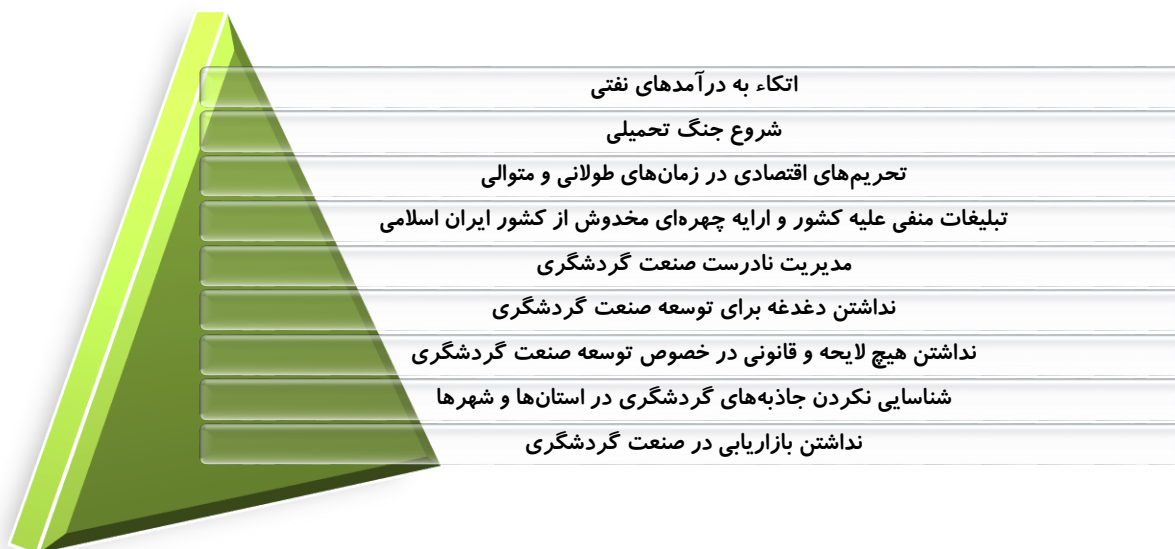 اتکاء به درآمدهای نفتی
شروع جنگ تحمیلی
تحریم‌های اقتصادی در زمان‌های طولانی و متوالی
تبلیغات منفی علیه کشور و ارایه چهره‌ای مخدوش از کشور ایران اسلامی
مدیریت نادرست صنعت گردشگری
نداشتن دغدغه برای توسعه صنعت گردشگری
نداشتن هیچ لایحه و قانونی در خصوص توسعه صنعت گردشگری
شناسایی نکردن جاذبه‌های گردشگری در استان‌ها و شهرها
نداشتن بازاریابی در صنعت گردشگری